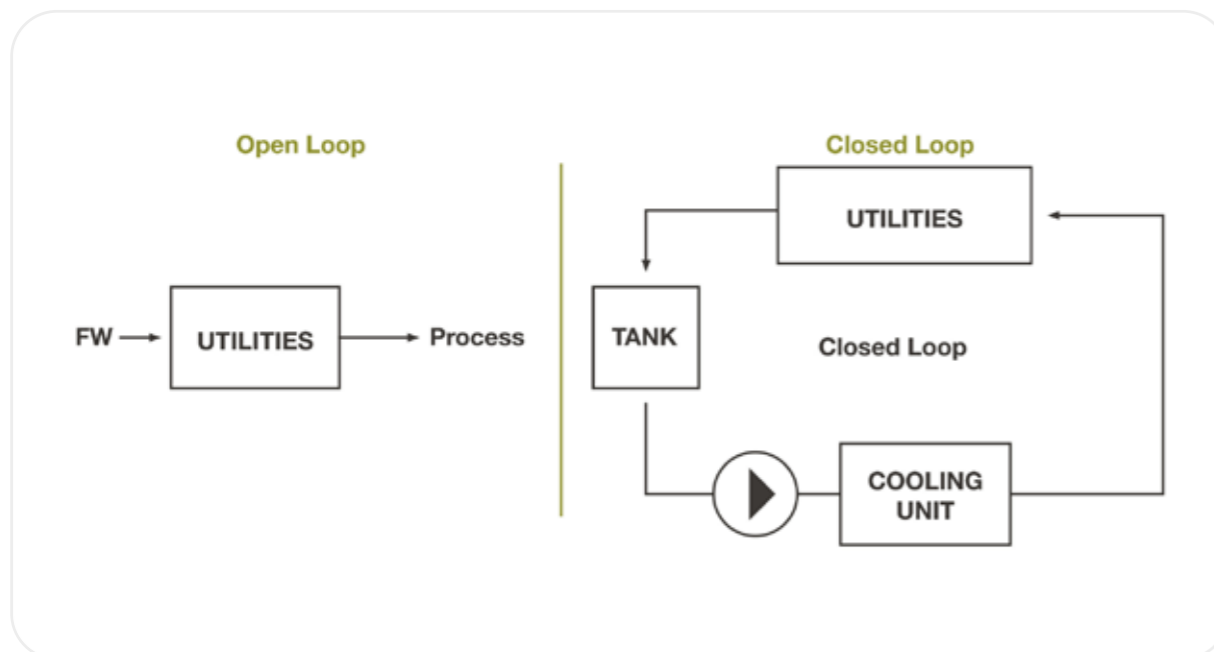 Open Loop
FW
UTILITIES
Process
Closed Loop
UTILITIES
TANK
Closed Loop
COOLING
UNIT